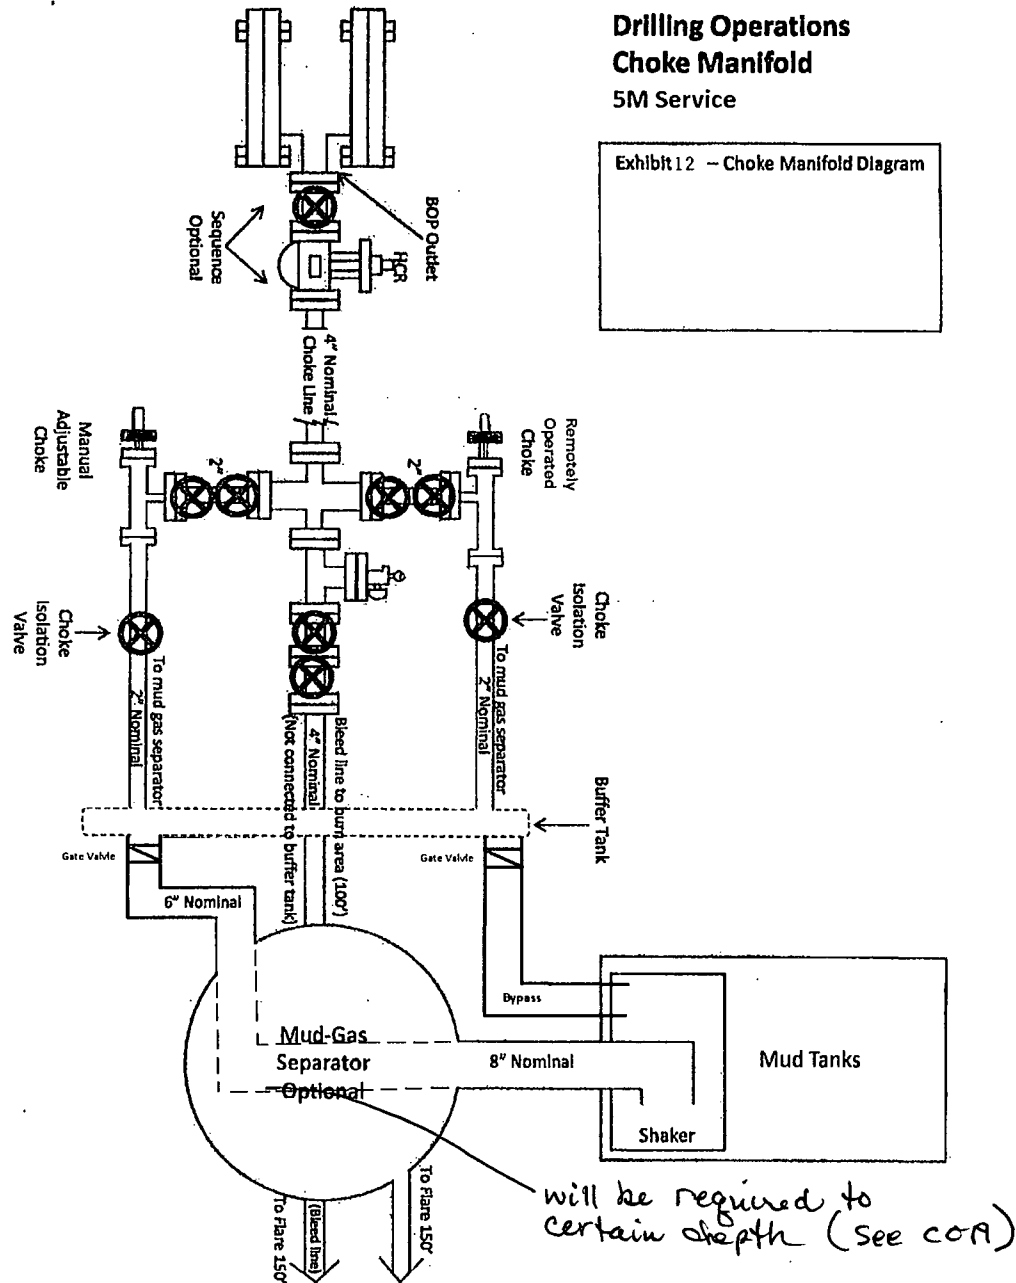 Drilling Operations
Choke Manifold
5M Service
Exhibit 12 – Choke Manifold Diagram
BOP Outlet
HCR
Sequence
Optional
4" Nominal
Choke Line
Manual
Adjustable
Choke
2"
2"
Remotely
Operated
Choke
Choke
Isolation
Valve
Choke
Isolation
Valve
To mud gas separator
2" Nominal
Bleed line to burn area (100')
4" Nominal
(Not connected to buffer tank)
To mud gas separator
2" Nominal
Buffer Tank
Gate Valvle
Gate Valvle
6" Nominal
Bypass
Mud-Gas
Separator
Optional
8" Nominal
Mud Tanks
Shaker
To Flare 150'
(Bleed line)
To Flare 150'
will be required to
certain depth (See COA)